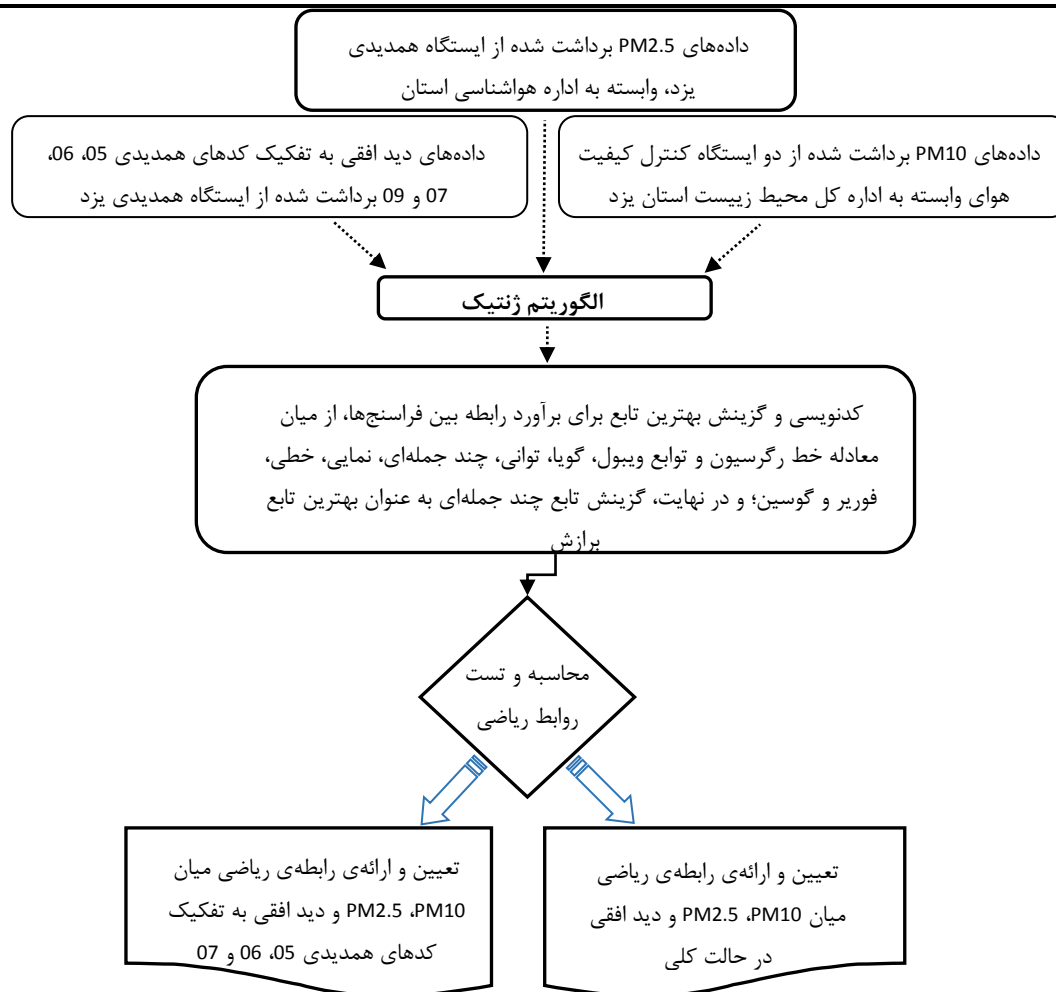 داده‌های PM2.5 برداشت شده از ایستگاه همدیدی
یزد، وابسته به اداره هواشناسی استان
داده‌های PM10 برداشت شده از دو ایستگاه کنترل کیفیت
هوای وابسته به اداره کل محیط زییست استان یزد
داده‌های دید افقی به تفکیک کدهای همدیدی 05، 06،
07 و 09 برداشت شده از ایستگاه همدیدی یزد
الگوریتم ژنتیک
کدنویسی و گزینش بهترین تابع برای برآورد رابطه بین فراسنج‌ها، از میان
معادله خط رگرسیون و توابع ویبول، گویا، توانی، چند جمله‌ای، نمایی، خطی،
فوریر و گوسین؛ و در نهایت، گزینش تابع چند جمله‌ای به عنوان بهترین تابع
برازش
محاسبه و تست
روابط ریاضی
تعیین و ارائه‌ی رابطه‌ی ریاضی
میان PM2.5 ،PM10 و دید افقی
در حالت کلی
تعیین و ارائه‌ی رابطه‌ی ریاضی میان
PM2.5 ،PM10 و دید افقی به تفکیک
کدهای همدیدی 05، 06 و 07